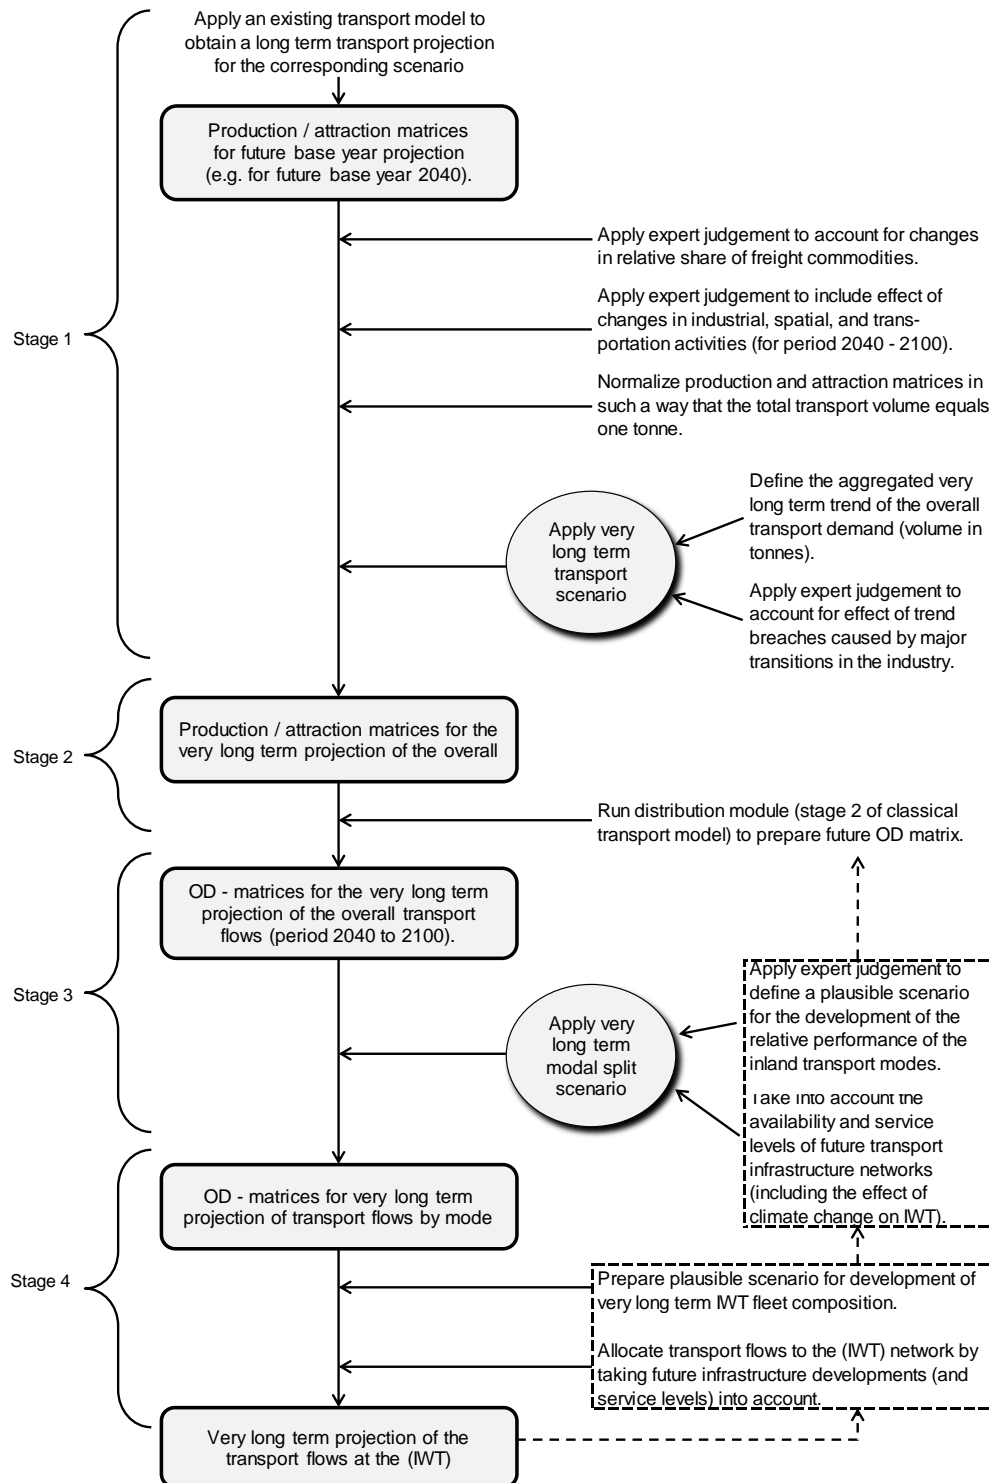 Apply an existing transport model to
obtain a long term transport projection
for the corresponding scenario
Production / attraction matrices
for future base year projection
(e.g. for future base year 2040).
Apply expert judgement to account for changes
in relative share of freight commodities.
Apply expert judgement to include effect of
changes in industrial, spatial, and trans-
portation activities (for period 2040 - 2100).
Stage 1
Normalize production and attraction matrices in
such a way that the total transport volume equals
one tonne.
Define the aggregated very
long term trend of the overall
transport demand (volume in
tonnes).
Apply very
long term
transport
scenario
Apply expert judgement to
account for effect of trend
breaches caused by major
transitions in the industry.
Stage 2
Production / attraction matrices for the
very long term projection of the overall
Run distribution module (stage 2 of classical
transport model) to prepare future OD matrix.
OD - matrices for the very long term
projection of the overall transport
flows (period 2040 to 2100).
Stage 3
Apply expert judgement to
define a plausible scenario
for the development of the
relative performance of the
inland transport modes.
Apply very
long term
modal split
scenario
Take into account the
availability and service
levels of future transport
infrastructure networks
(including the effect of
climate change on IWT).
OD - matrices for very long term
projection of transport flows by mode
Stage 4
Prepare plausible scenario for development of
very long term IWT fleet composition.
Allocate transport flows to the (IWT) network by
taking future infrastructure developments (and
service levels) into account.
Very long term projection of the
transport flows at the (IWT)